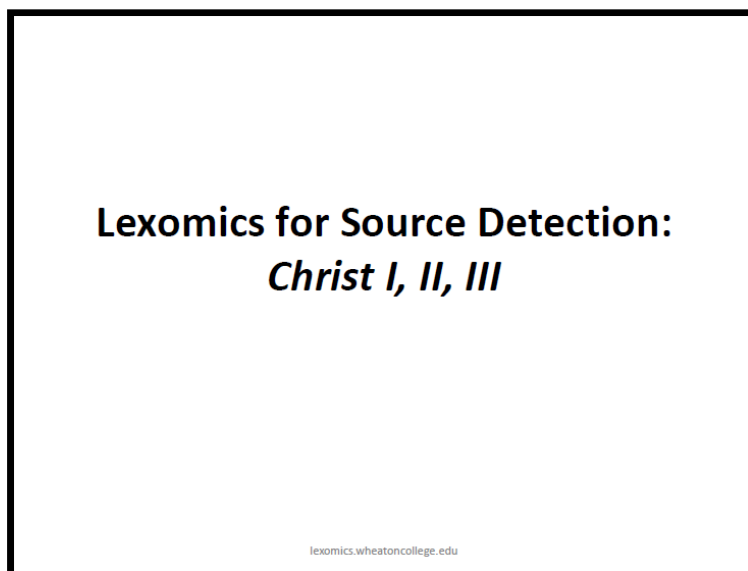 Lexomics for Source Detection:
Christ I, II, III
lexomics.wheatoncollege.edu